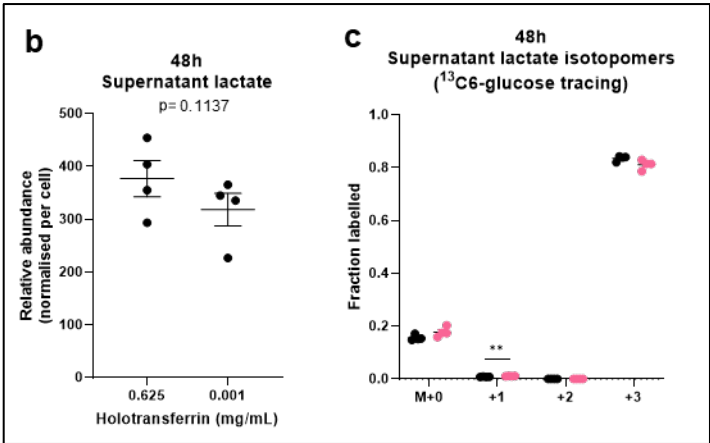 b
48h
Supernatant lactate
p= 0.1137
500
400
300
200
100
0
Relative abundance
(normalised per cell)
0.625 0.001
Holotransferrin (mg/mL)
c
48h
Supernatant lactate isotopomers
(¹³C6-glucose tracing)
1.0
0.8
0.6
0.4
0.2
0.0
Fraction labelled
**
M+0 +1 +2 +3